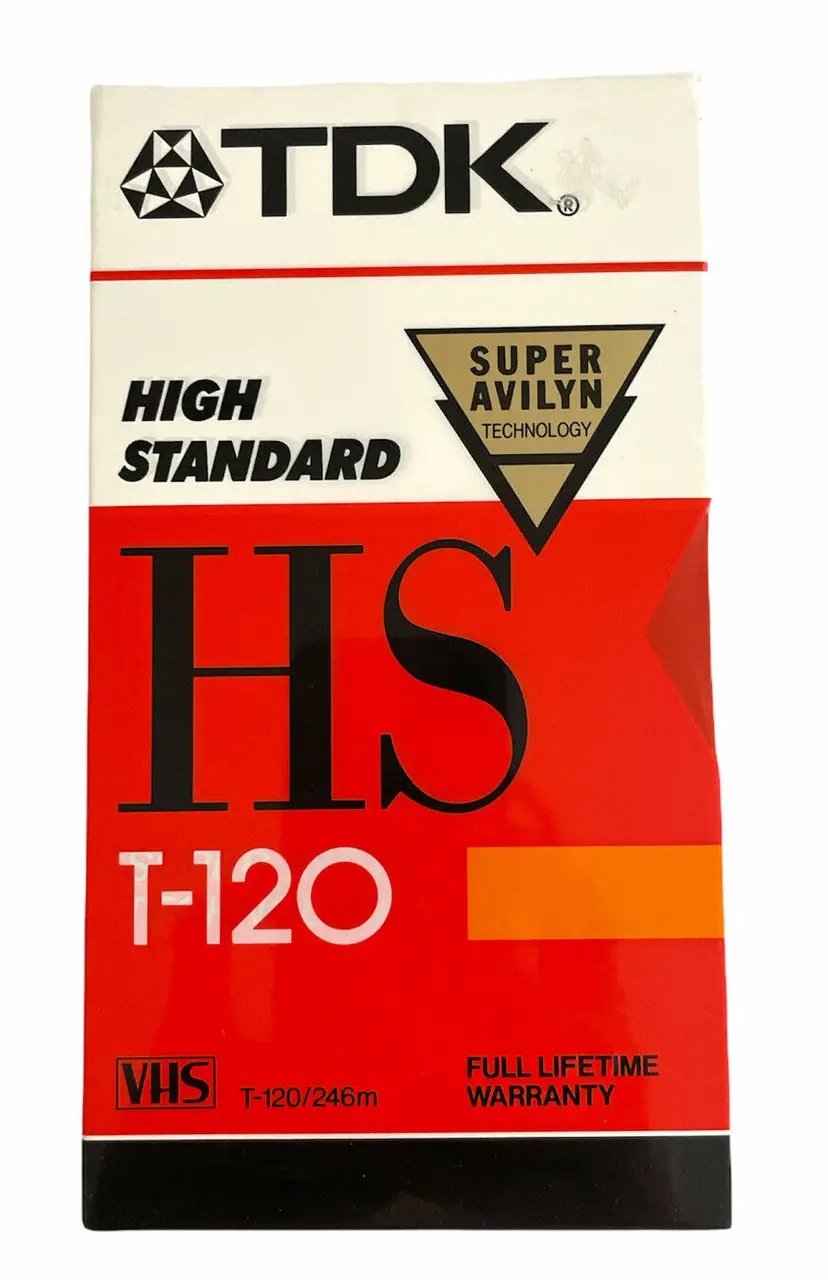 TDK®
SUPER
AVILYN
TECHNOLOGY
HIGH
STANDARD
HS
T-120
VHS
T-120/246m
FULL LIFETIME
WARRANTY